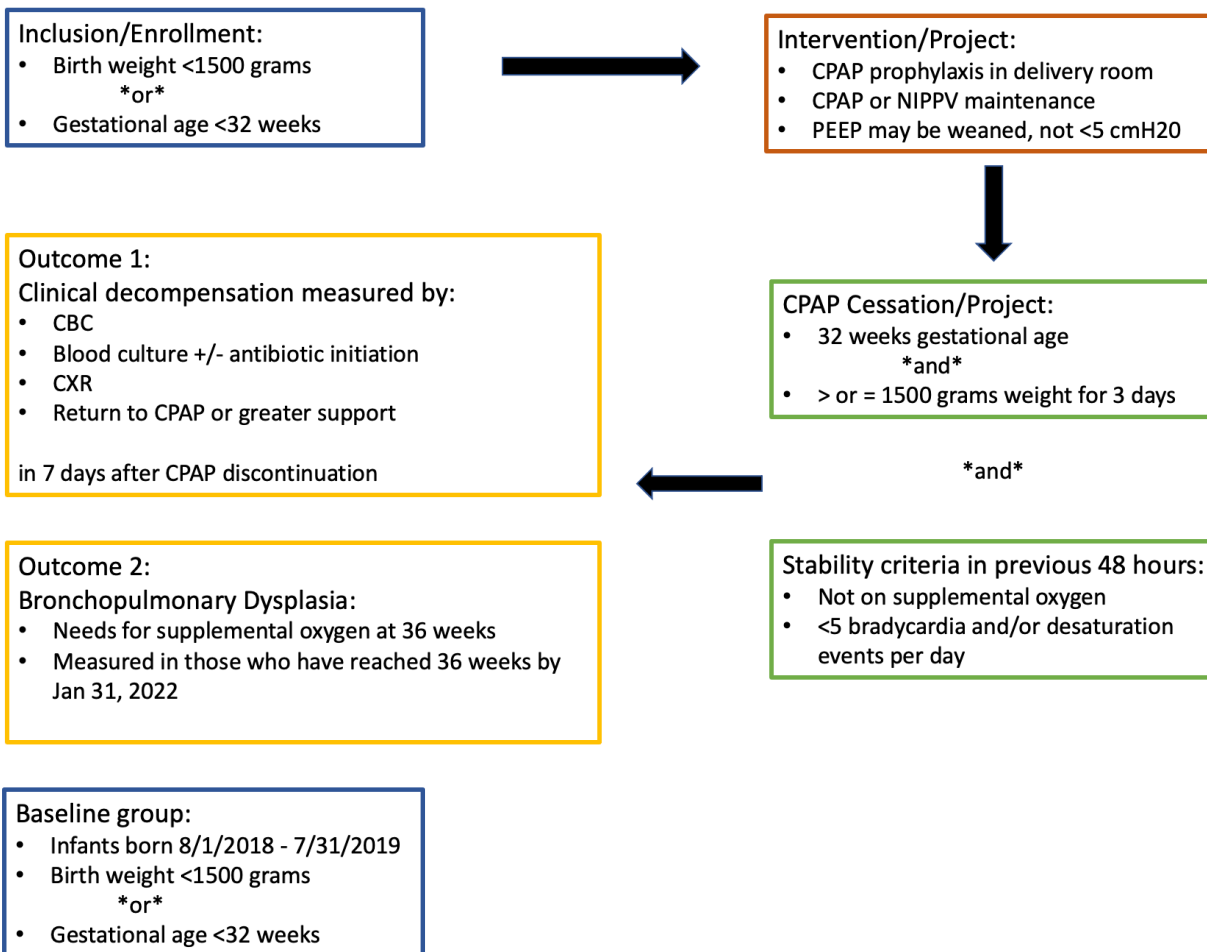 Inclusion/Enrollment:
• Birth weight <1500 grams
*or*
• Gestational age <32 weeks
Intervention/Project:
• CPAP prophylaxis in delivery room
• CPAP or NIPPV maintenance
• PEEP may be weaned, not <5 cmH20
CPAP Cessation/Project:
• 32 weeks gestational age
*and*
• > or = 1500 grams weight for 3 days
*and*
Stability criteria in previous 48 hours:
• Not on supplemental oxygen
• <5 bradycardia and/or desaturation
events per day
Outcome 1:
Clinical decompensation measured by:
• CBC
• Blood culture +/- antibiotic initiation
• CXR
• Return to CPAP or greater support
in 7 days after CPAP discontinuation
Outcome 2:
Bronchopulmonary Dysplasia:
• Needs for supplemental oxygen at 36 weeks
• Measured in those who have reached 36 weeks by
Jan 31, 2022
Baseline group:
• Infants born 8/1/2018 - 7/31/2019
• Birth weight <1500 grams
*or*
• Gestational age <32 weeks